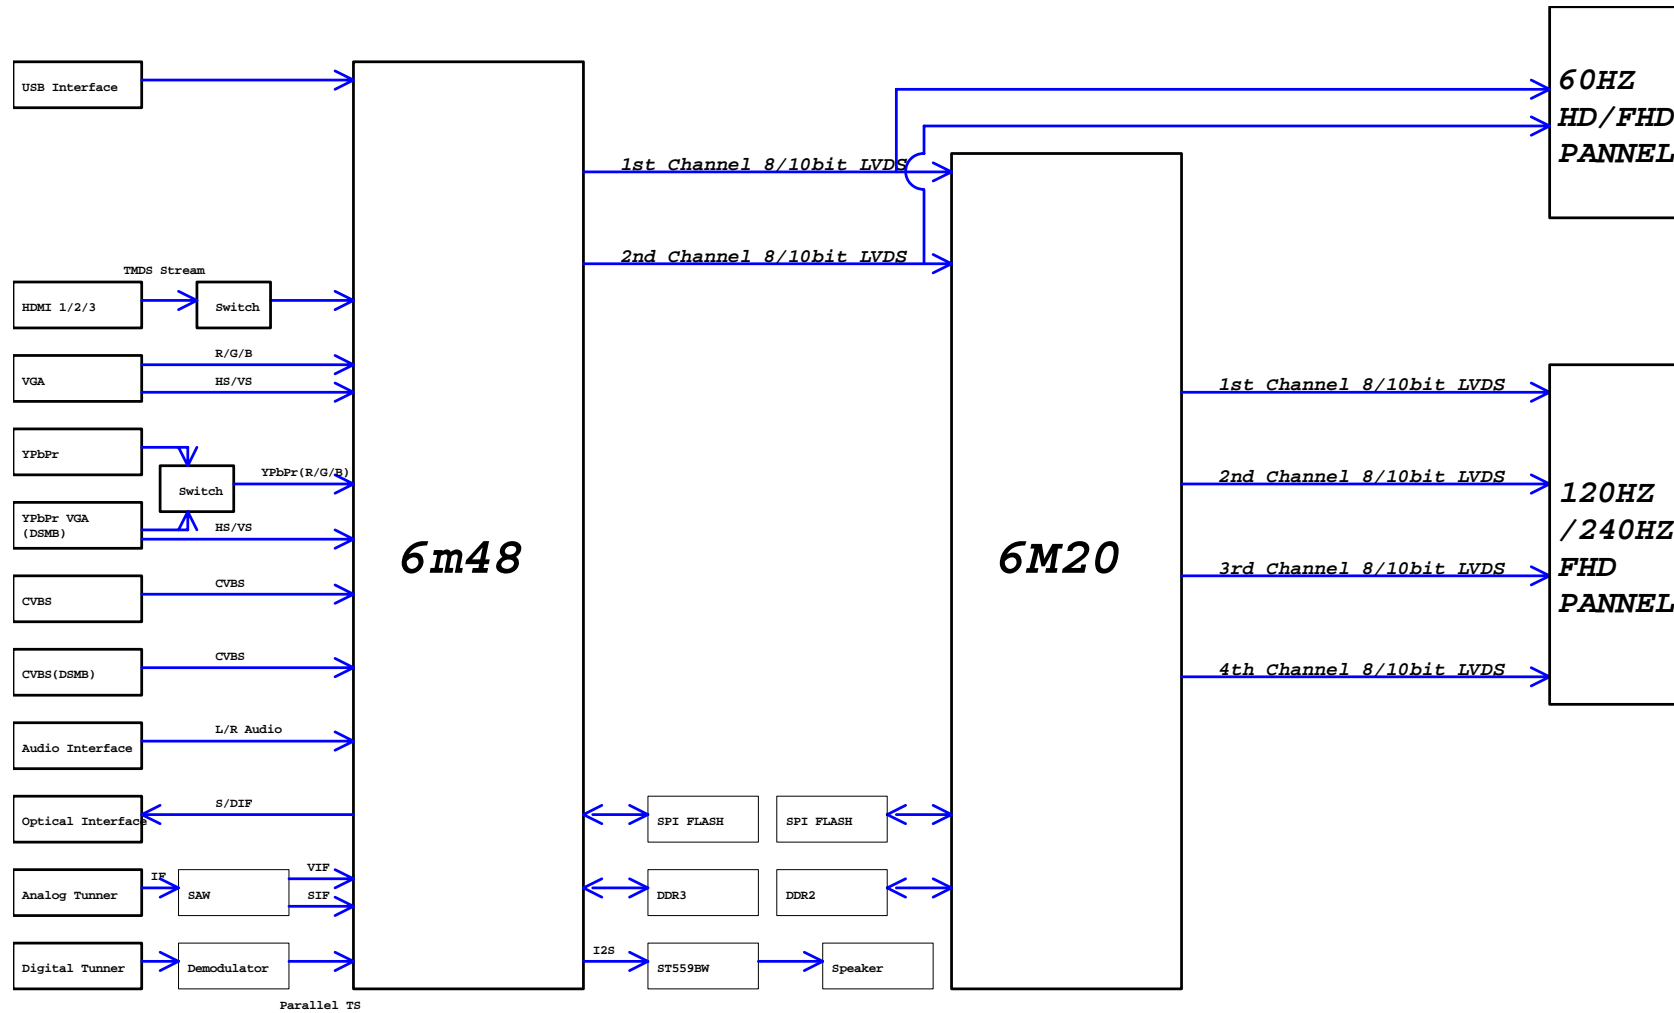 60HZ
HD/FHD
PANNEL
USB Interface
1st Channel 8/10bit LVDS
2nd Channel 8/10bit LVDS
TMDS Stream
HDMI 1/2/3
Switch
VGA
R/G/B
HS/VS
1st Channel 8/10bit LVDS
YPbPr
Switch
YPbPr(R/G/B)
2nd Channel 8/10bit LVDS
YPbPr VGA
(DSMB)
HS/VS
6m48
6M20
120HZ
/240HZ
FHD
PANNEL
3rd Channel 8/10bit LVDS
CVBS
CVBS
CVBS(DSMB)
CVBS
4th Channel 8/10bit LVDS
Audio Interface
L/R Audio
Optical Interface
S/DIF
SPI FLASH
SPI FLASH
Analog Tunner
IF
SAW
VIF
SIF
DDR3
DDR2
Digital Tunner
Demodulator
Parallel TS
I2S
ST559BW
Speaker